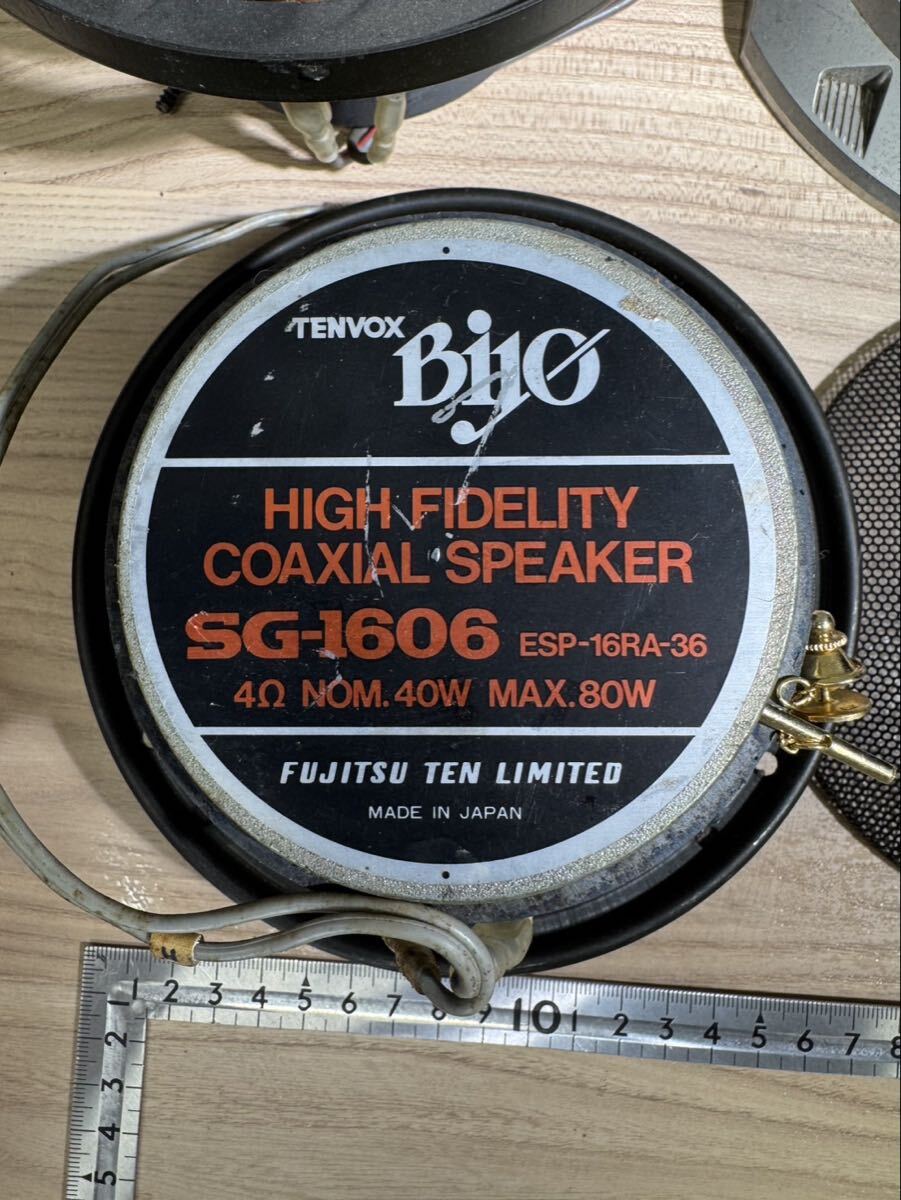 TENVOX
Biyo
HIGH FIDELITY
COAXIAL SPEAKER
SG-1606 ESP-16RA-36
4Ω NOM. 40W MAX. 80W
FUJITSU TEN LIMITED
MADE IN JAPAN
1 2 3 4 5 6 7 8 9 10 1 2 3 4 5 6 7 8
2
3
4
5